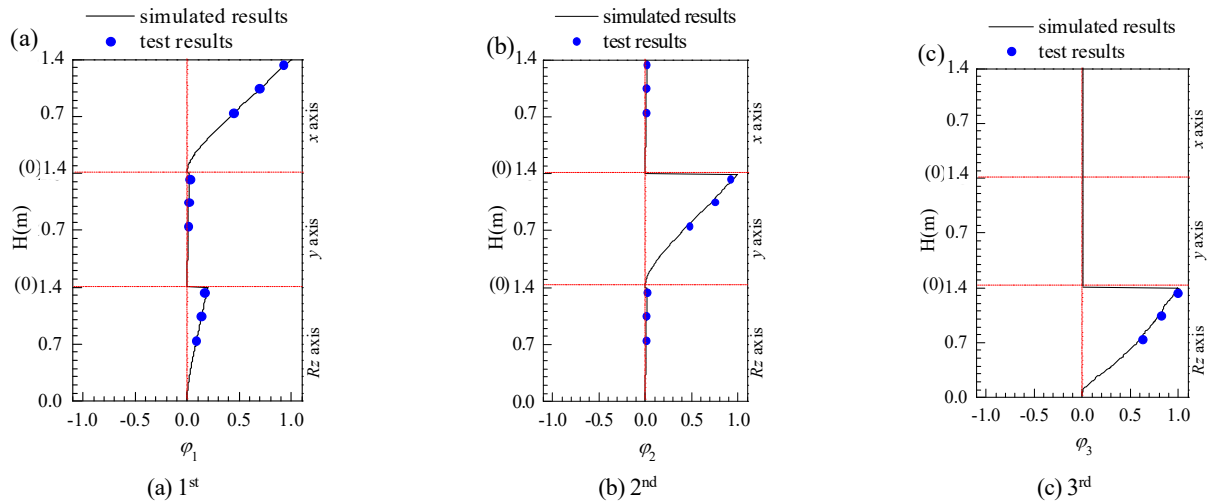 (a)
simulated results
test results
1.4
0.7
(0)1.4
0.7
(0)1.4
0.7
0.0
H(m)
x axis
y axis
Rz axis
-1.0 -0.5 0.0 0.5 1.0
φ1
(a) 1st
(b)
simulated results
test results
1.4
0.7
(0)1.4
0.7
(0)1.4
0.7
0.0
H(m)
x axis
y axis
Rz axis
-1.0 -0.5 0.0 0.5 1.0
φ2
(b) 2nd
(c)
simulated results
test results
1.4
0.7
(0)1.4
0.7
(0)1.4
0.7
0.0
H(m)
x axis
y axis
Rz axis
-1.0 -0.5 0.0 0.5 1.0
φ3
(c) 3rd